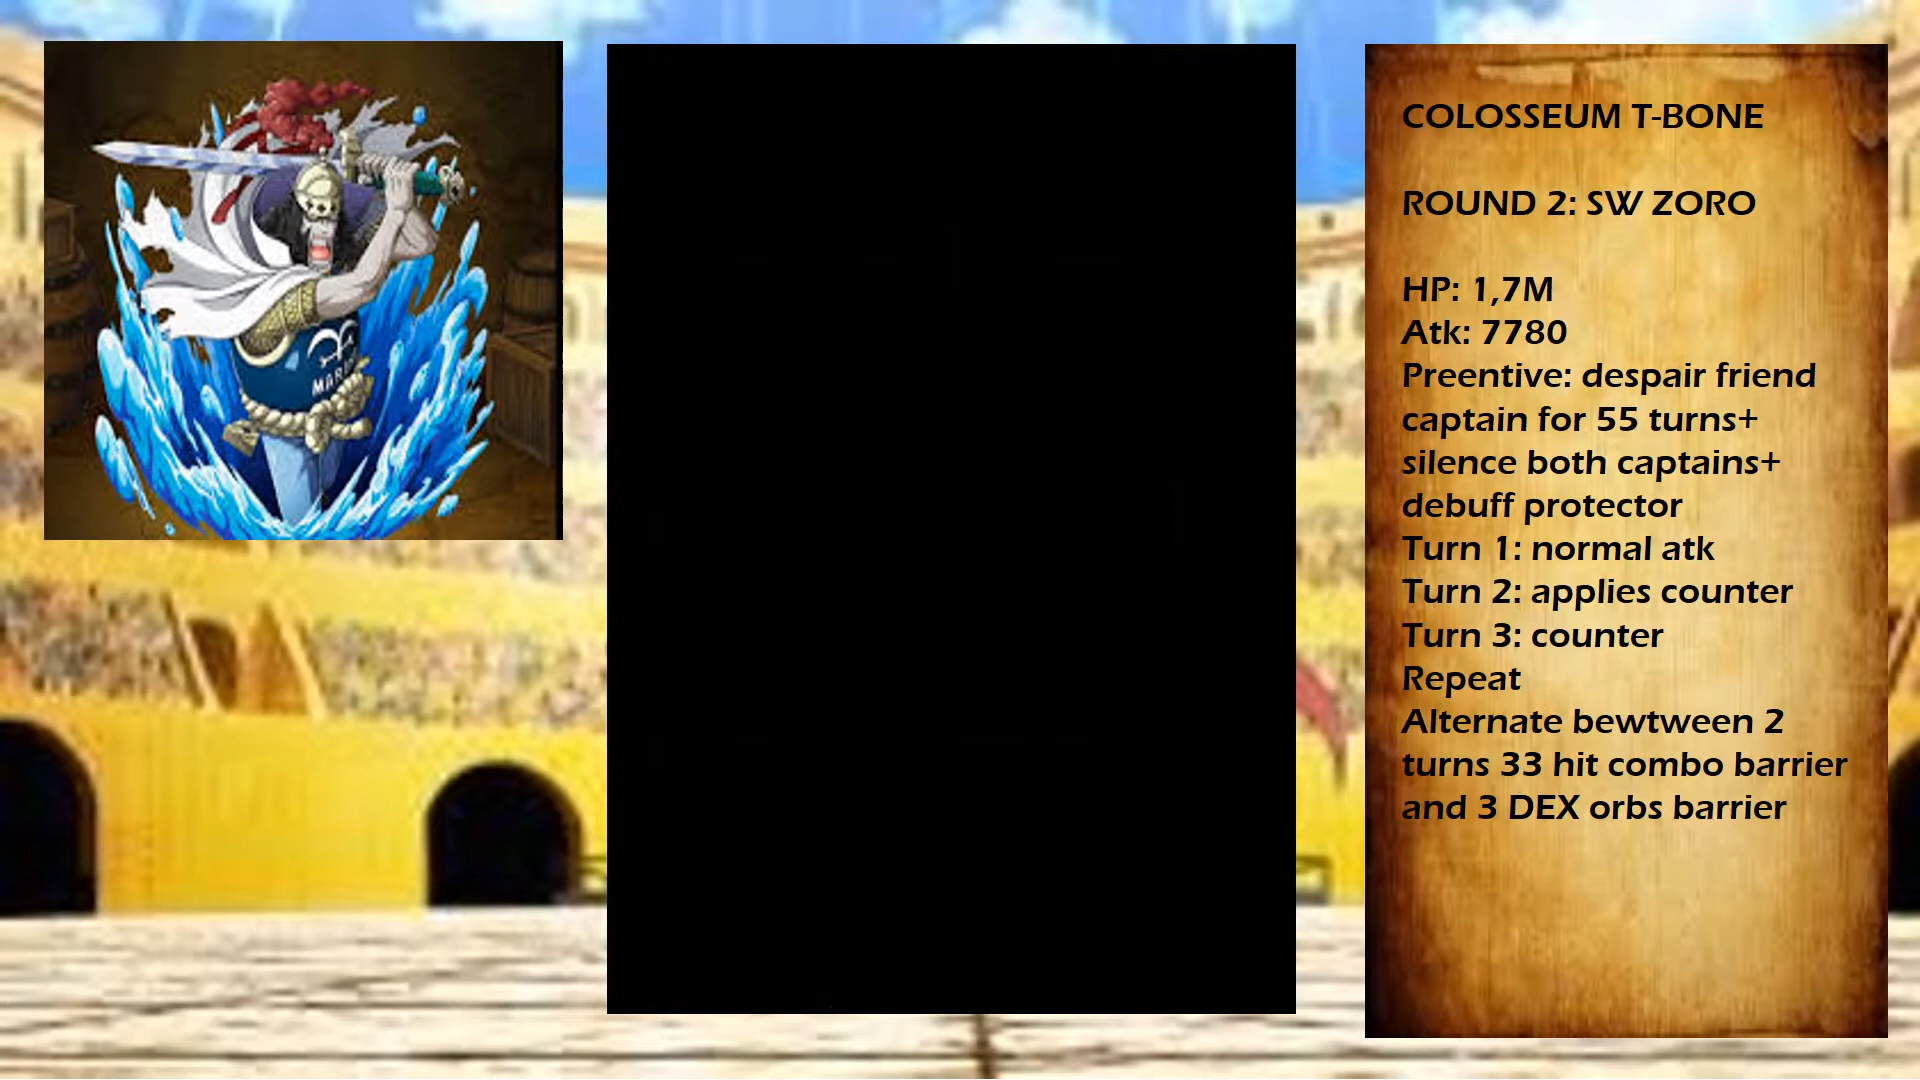 COLOSSEUM T-BONE
ROUND 2: SW ZORO
HP: 1,7M
Atk: 7780
Preentive: despair friend
captain for 55 turns+
silence both captains+
debuff protector
Turn 1: normal atk
Turn 2: applies counter
Turn 3: counter
Repeat
Alternate bewtween 2
turns 33 hit combo barrier
and 3 DEX orbs barrier